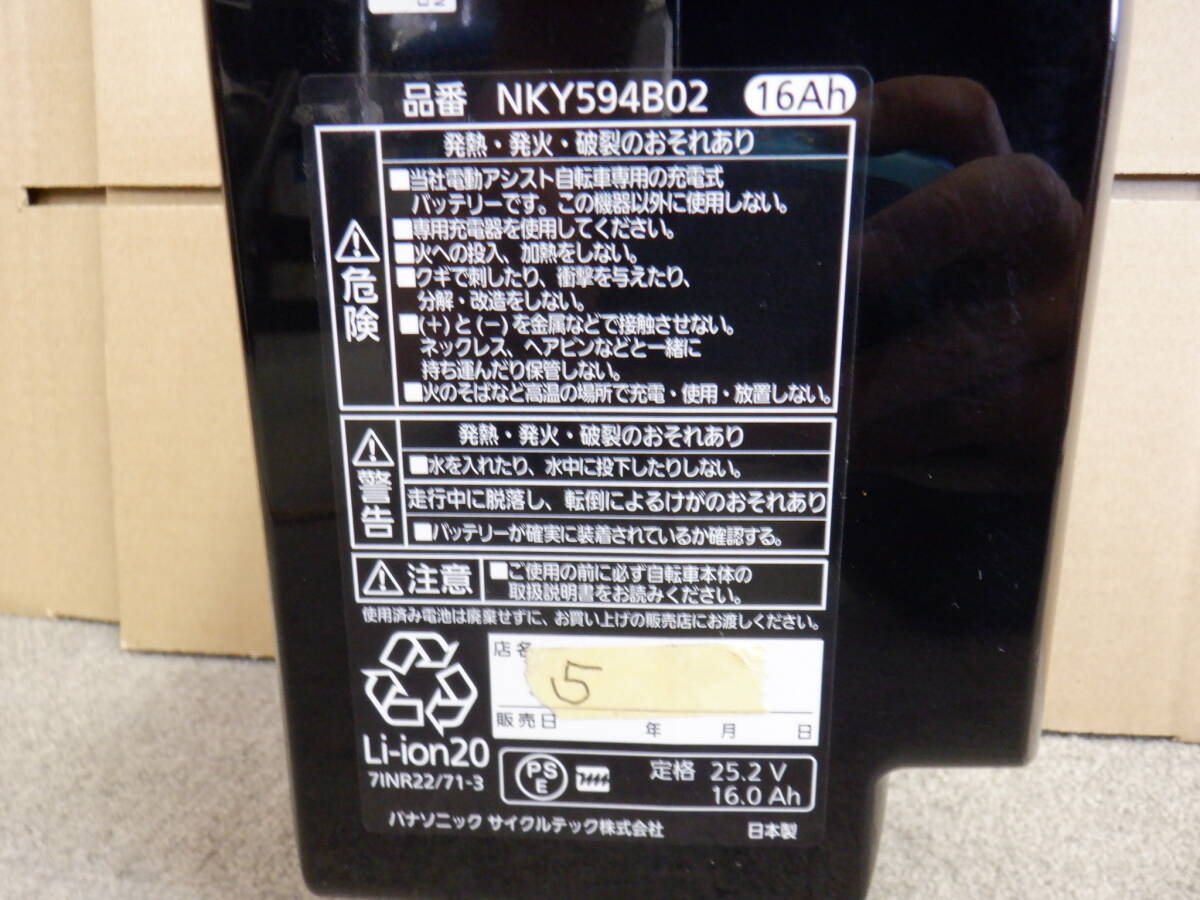 品番 NKY594B02 16Ah
発熱・発火・破裂のおそれあり
危険
■当社電動アシスト自転車専用の充電式
バッテリーです。この機器以外に使用しない。
■専用充電器を使用してください。
■火への投入、加熱をしない。
■クギで刺したり、衝撃を与えたり、
分解・改造をしない。
■(+)と(-)を金属などで接触させない。
ネックレス、ヘアピンなどと一緒に
持ち運んだり保管しない。
■火のそばなど高温の場所で充電・使用・放置しない。
警告
発熱・発火・破裂のおそれあり
■水を入れたり、水中に投下したりしない。
走行中に脱落し、転倒によるけがのおそれあり
■バッテリーが確実に装着されているか確認する。
注意
■ご使用の前に必ず自転車本体の
取扱説明書をお読みください。
使用済み電池は廃棄せずに、お買い上げの販売店にお渡しください。
店名
5
販売日 年 月 日
Li-ion20
7INR22/71-3
PSE 定格 25.2 V
16.0 Ah
パナソニック サイクルテック株式会社 日本製